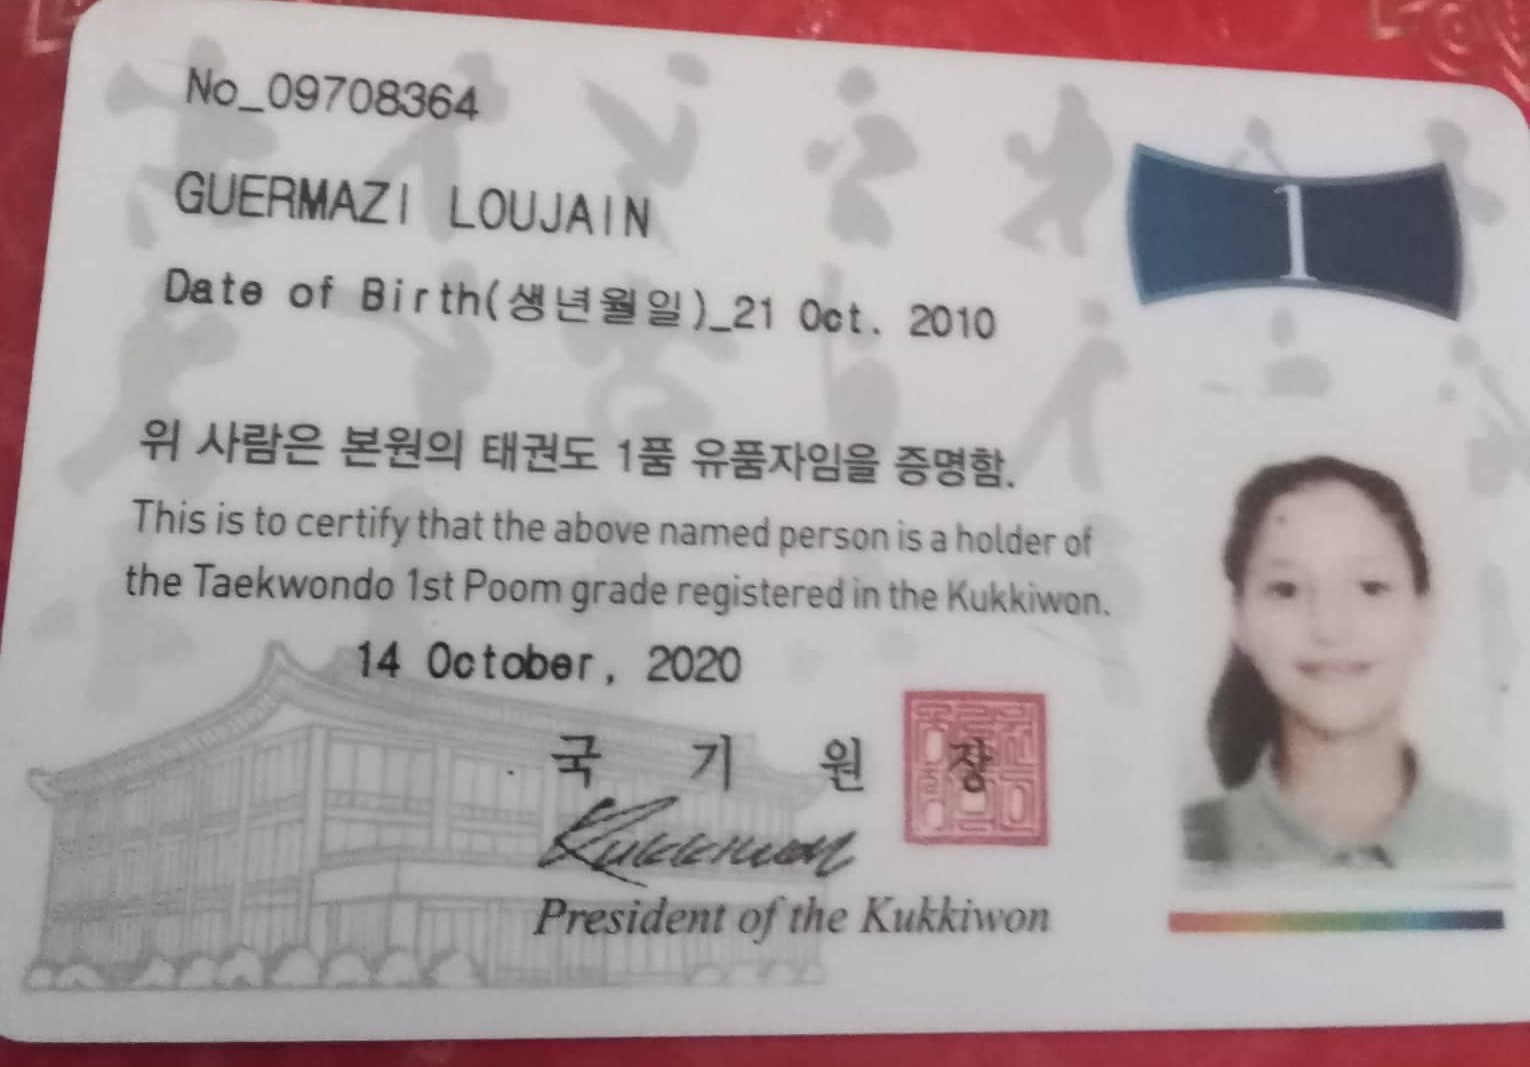 No_09708364
1
GUERMAZI LOUJAIN
Date of Birth(생년월일)_21 Oct. 2010
위 사람은 본원의 태권도 1품 유품자임을 증명함.
This is to certify that the above named person is a holder of
the Taekwondo 1st Poom grade registered in the Kukkiwon.
14 October, 2020
국 기 원 장
Kukkiwon
President of the Kukkiwon